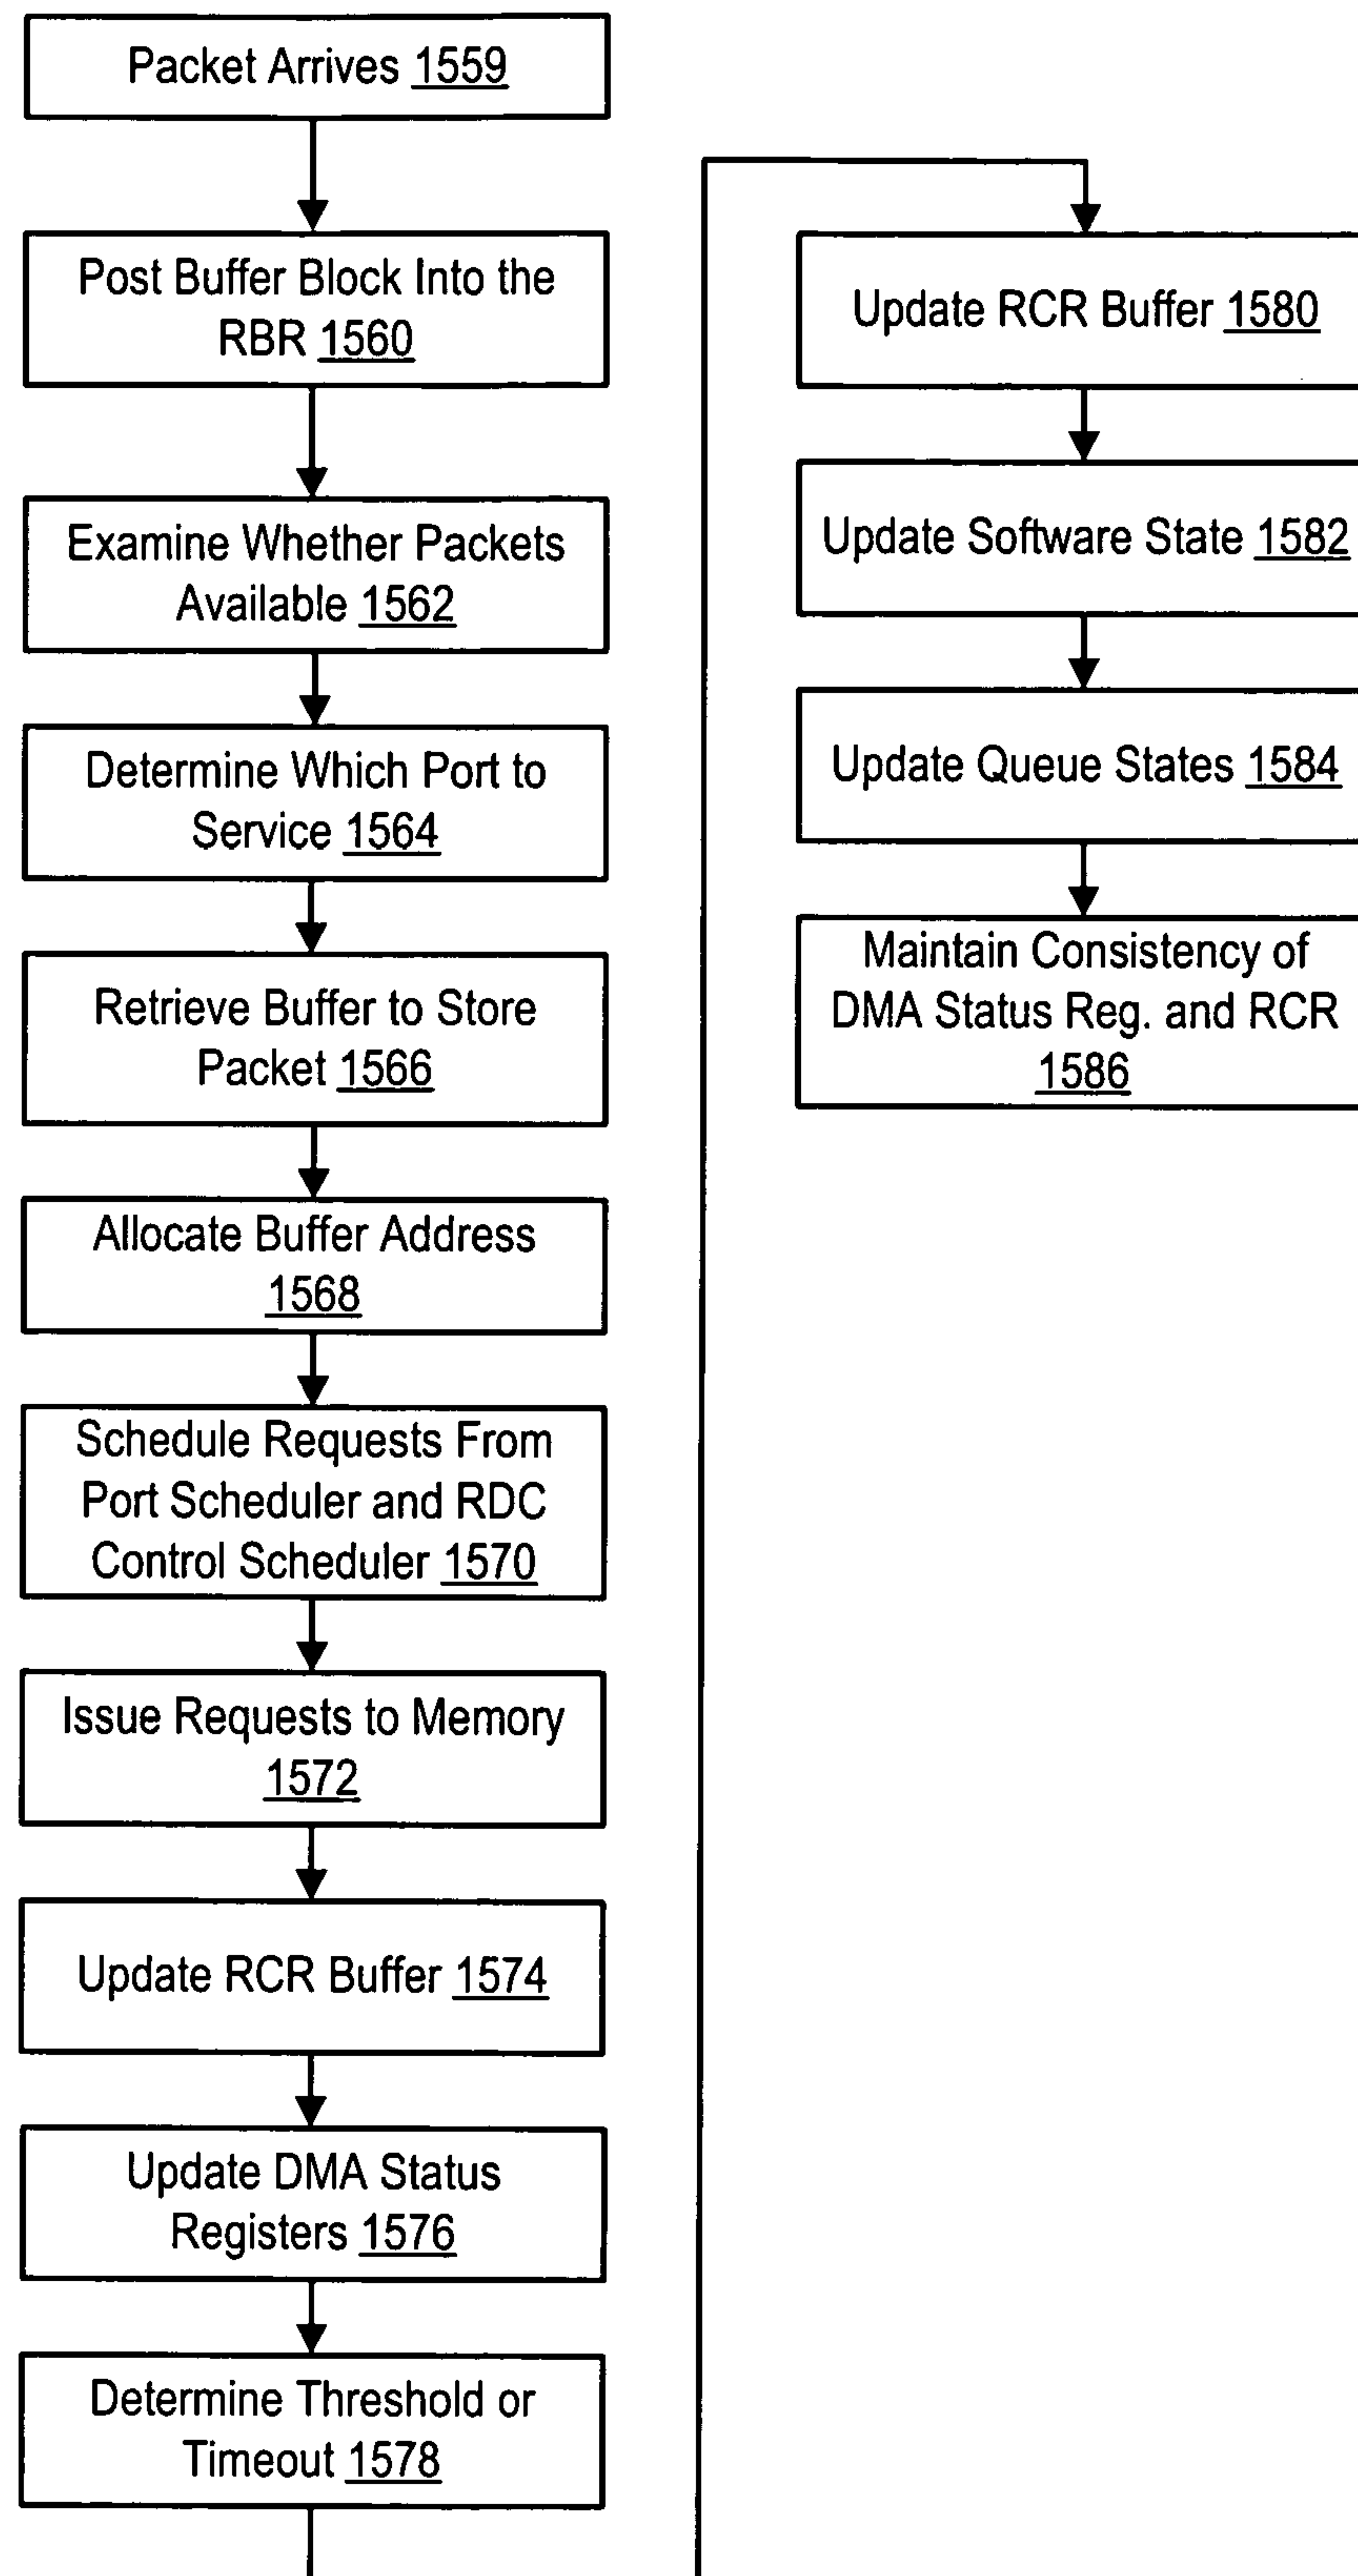 Packet Arrives 1559
Post Buffer Block Into the
RBR 1560
Examine Whether Packets
Available 1562
Determine Which Port to
Service 1564
Retrieve Buffer to Store
Packet 1566
Allocate Buffer Address
1568
Schedule Requests From
Port Scheduler and RDC
Control Scheduler 1570
Issue Requests to Memory
1572
Update RCR Buffer 1574
Update DMA Status
Registers 1576
Determine Threshold or
Timeout 1578
Update RCR Buffer 1580
Update Software State 1582
Update Queue States 1584
Maintain Consistency of
DMA Status Reg. and RCR
1586